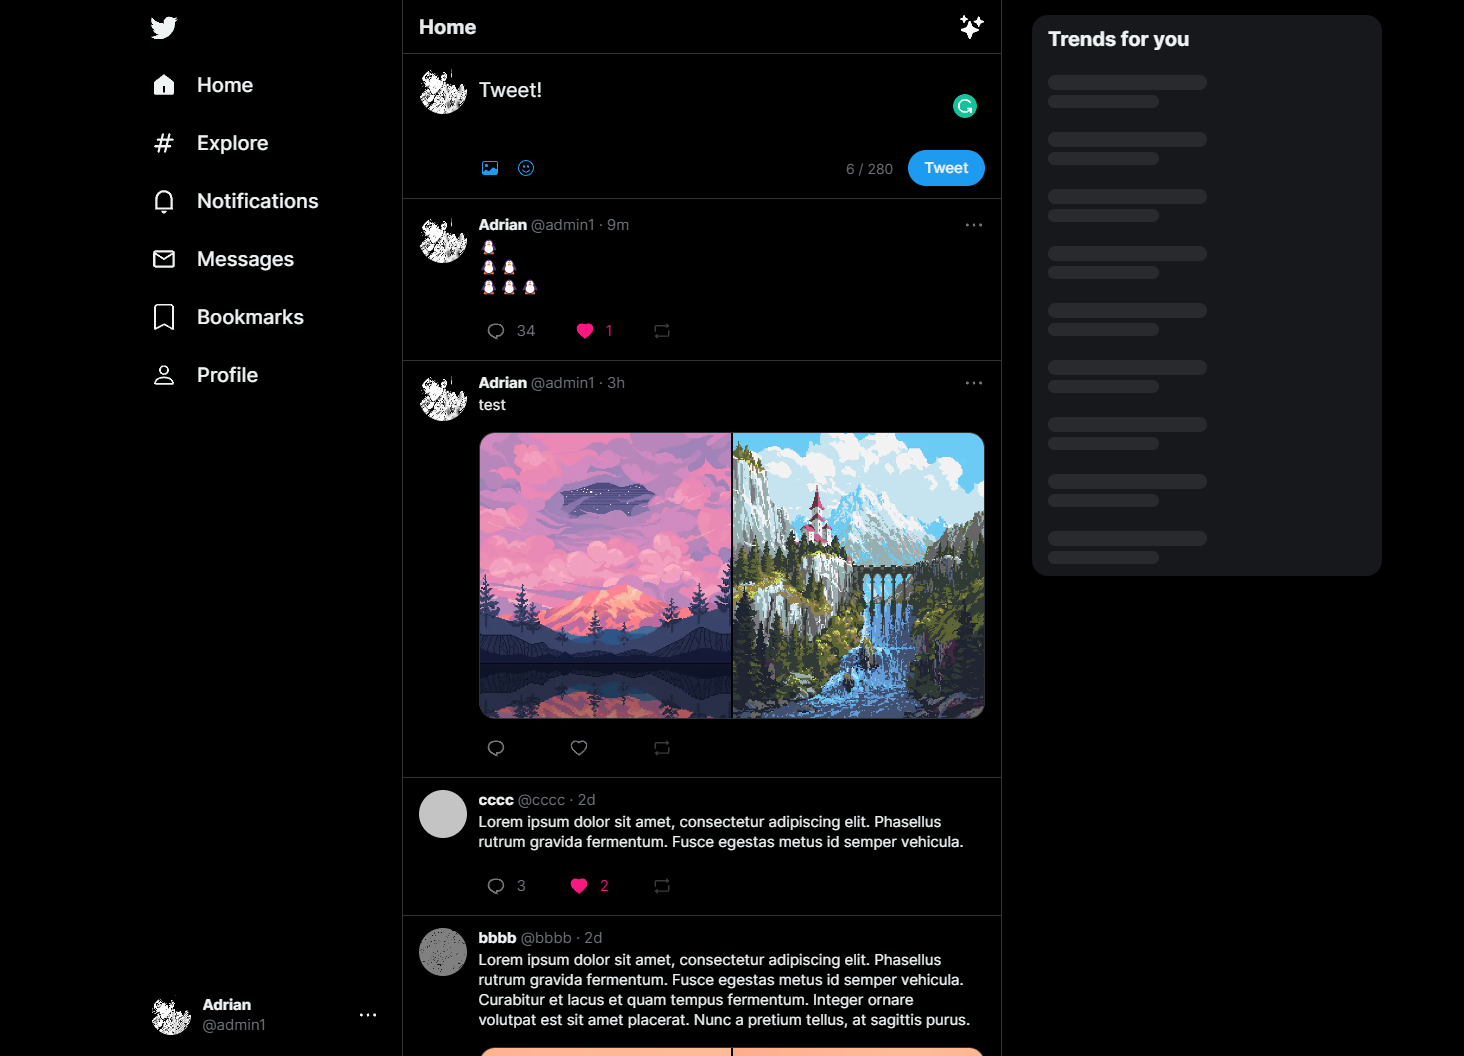 Home
Explore
Notifications
Messages
Bookmarks
Profile
Adrian
@admin1
Home
Tweet!
6 / 280
Tweet
Adrian @admin1 · 9m
🐧
🐧🐧
🐧🐧🐧
34 1
Adrian @admin1 · 3h
test
cccc @cccc · 2d
Lorem ipsum dolor sit amet, consectetur adipiscing elit. Phasellus
rutrum gravida fermentum. Fusce egestas metus id semper vehicula.
3 2
bbbb @bbbb · 2d
Lorem ipsum dolor sit amet, consectetur adipiscing elit. Phasellus
rutrum gravida fermentum. Fusce egestas metus id semper vehicula.
Curabitur et lacus et quam tempus fermentum. Integer ornare
volutpat est sit amet placerat. Nunc a pretium tellus, at sagittis purus.
Trends for you